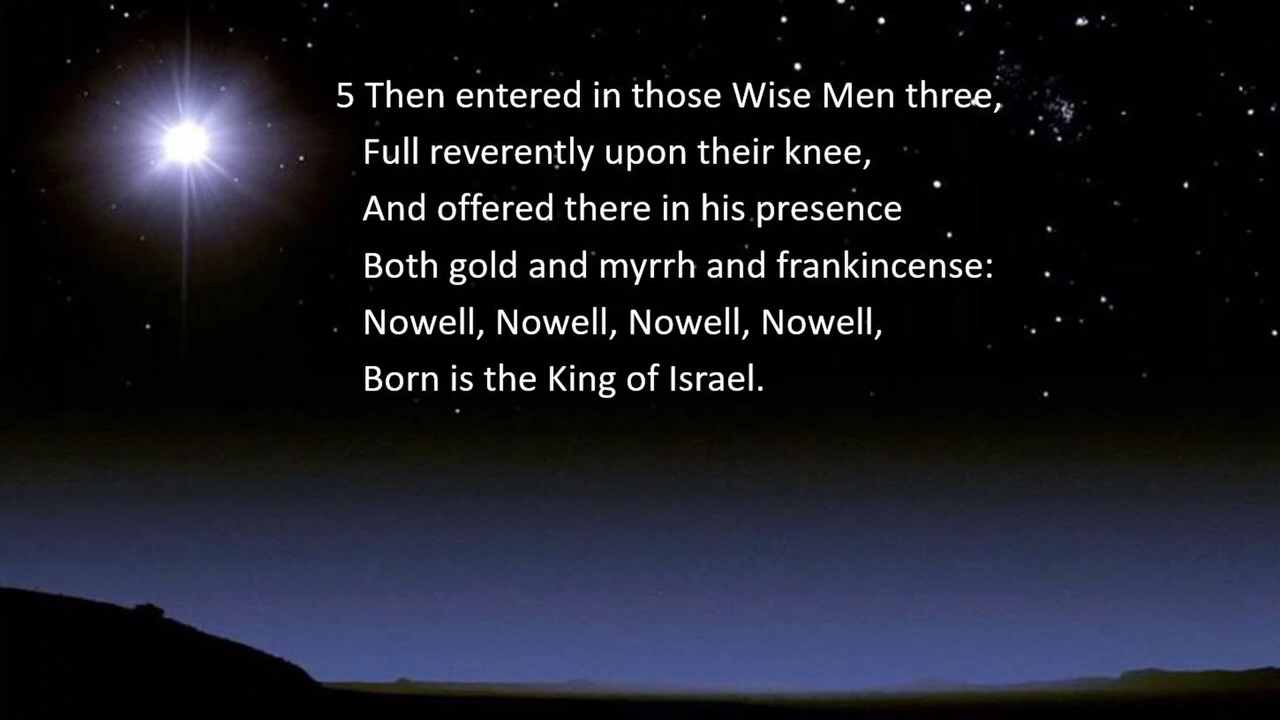 5 Then entered in those Wise Men three,
Full reverently upon their knee,
And offered there in his presence
Both gold and myrrh and frankincense:
Nowell, Nowell, Nowell, Nowell,
Born is the King of Israel.